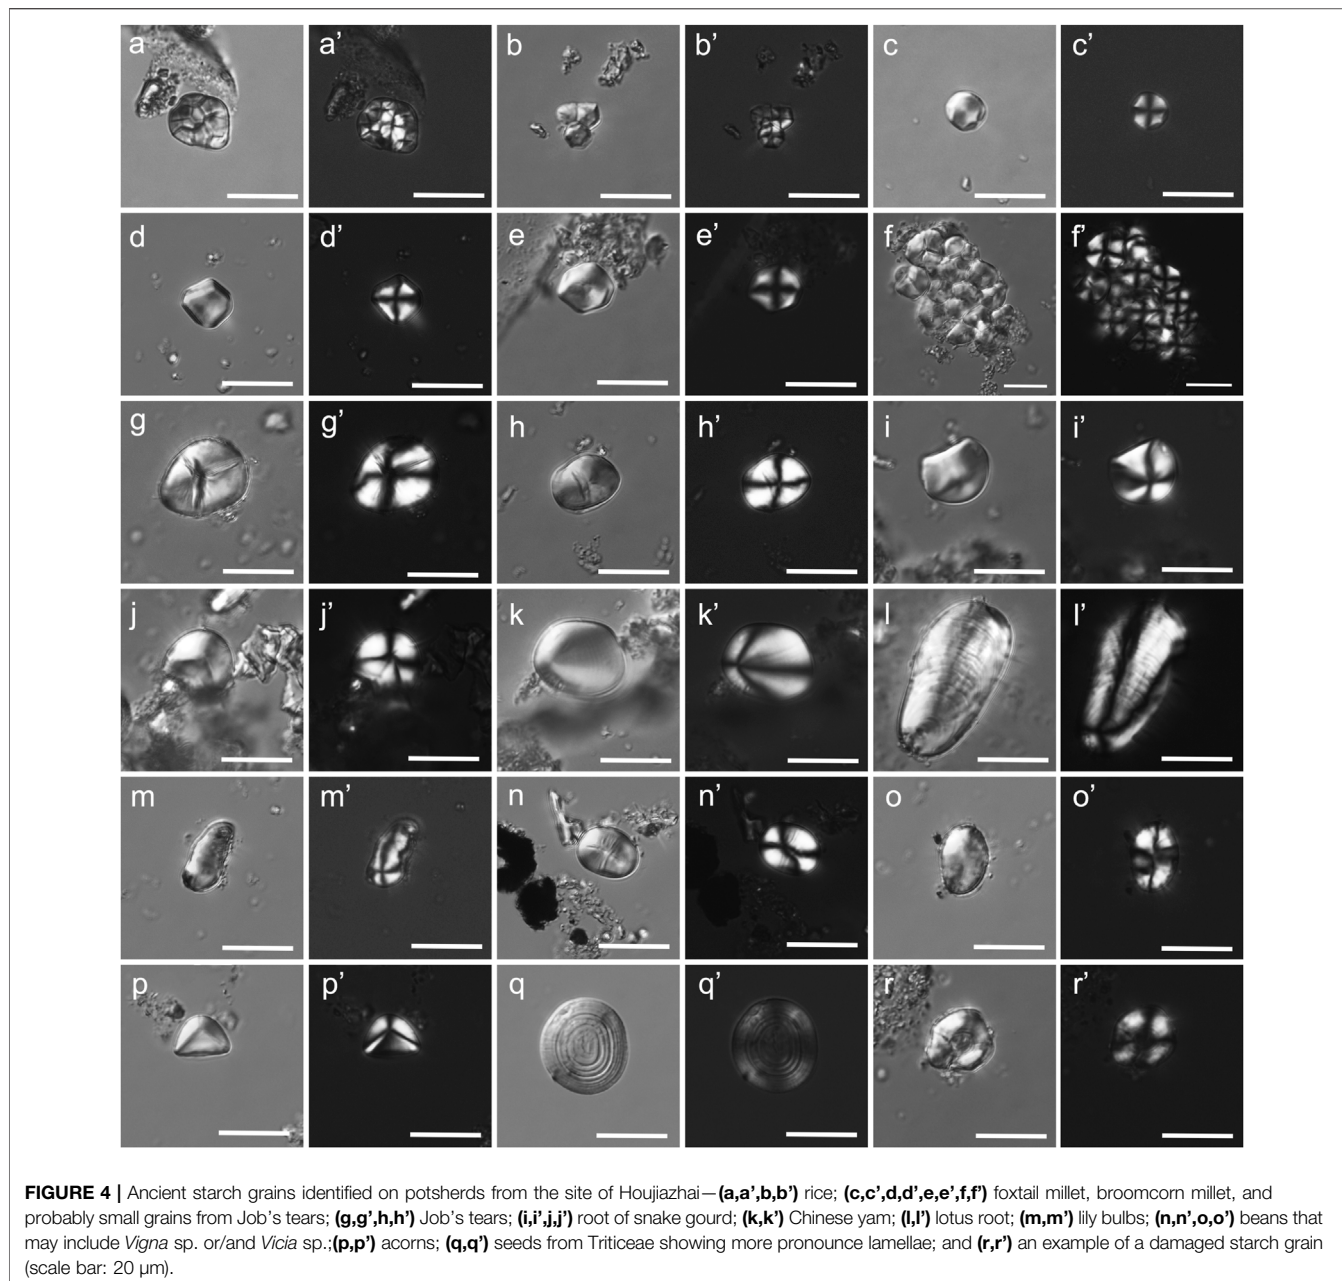 a a’ b b’ c c’
d d’ e e’ f f’
g g’ h h’ i i’
j j’ k k’ l l’
m m’ n n’ o o’
p p’ q q’ r r’
FIGURE 4 | Ancient starch grains identified on potsherds from the site of Houjiazhai—(a,a’,b,b’) rice; (c,c’,d,d’,e,e’,f,f’) foxtail millet, broomcorn millet, and
probably small grains from Job’s tears; (g,g’,h,h’) Job’s tears; (i,i’,j,j’) root of snake gourd; (k,k’) Chinese yam; (l,l’) lotus root; (m,m’) lily bulbs; (n,n’,o,o’) beans that
may include Vigna sp. or/and Vicia sp.;(p,p’) acorns; (q,q’) seeds from Triticeae showing more pronounce lamellae; and (r,r’) an example of a damaged starch grain
(scale bar: 20 µm).